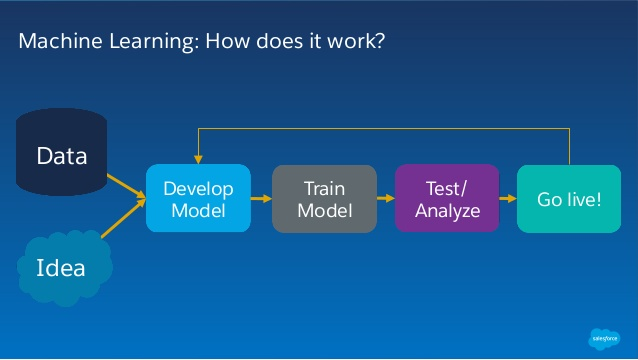 Machine Learning: How does it work?
Data
Idea
Develop
Model
Train
Model
Test/
Analyze
Go live!
salesforce